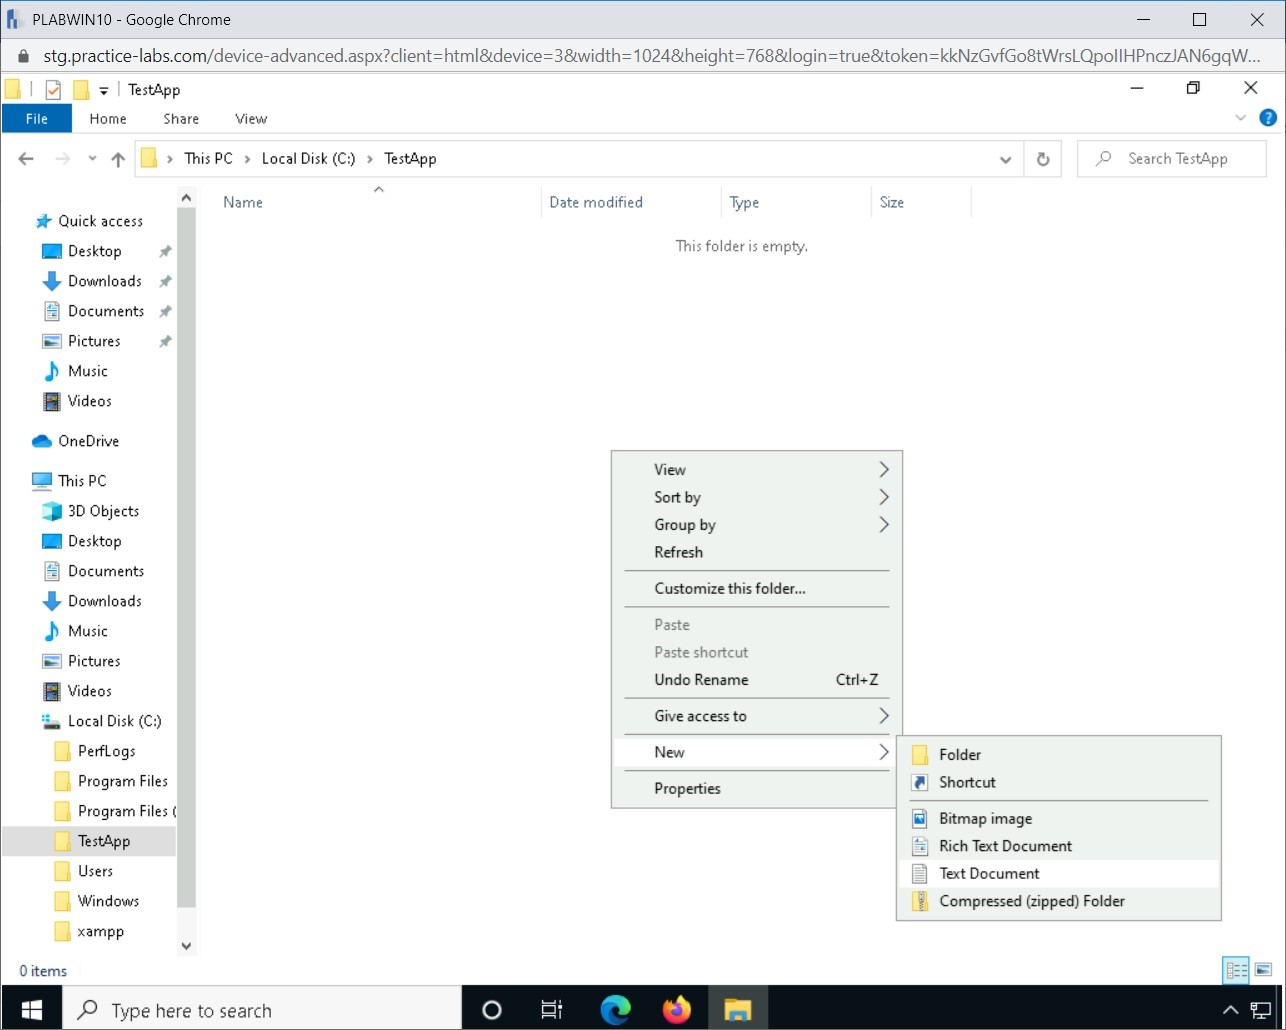 PLABWIN10 - Google Chrome
stg.practice-labs.com/device-advanced.aspx?client=html&device=3&width=1024&height=768&login=true&token=kkNzGvfGo8tWrsLQpoIIHPnczJAN6gqW...
TestApp
File Home Share View
This PC Local Disk (C:) TestApp
Search TestApp
Name Date modified Type Size
This folder is empty.
Quick access
Desktop
Downloads
Documents
Pictures
Music
Videos
OneDrive
This PC
3D Objects
Desktop
Documents
Downloads
Music
Pictures
Videos
Local Disk (C:)
PerfLogs
Program Files
Program Files (
TestApp
Users
Windows
xampp
View
Sort by
Group by
Refresh
Customize this folder...
Paste
Paste shortcut
Undo Rename Ctrl+Z
Give access to
New
Properties
Folder
Shortcut
Bitmap image
Rich Text Document
Text Document
Compressed (zipped) Folder
0 items
Type here to search